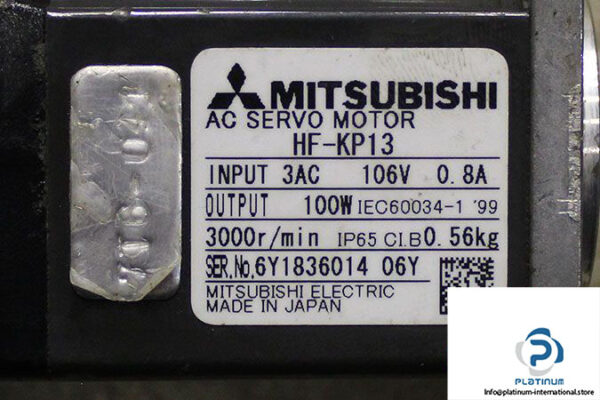 MITSUBISHI
AC SERVO MOTOR
HF-KP13
INPUT 3AC 106V 0.8A
OUTPUT 100W IEC60034-1 '99
3000r/min IP65 CI.B 0.56kg
SER.No.6Y1836014 06Y
MITSUBISHI ELECTRIC
MADE IN JAPAN
PLATINUM
Info@platinum-international.store